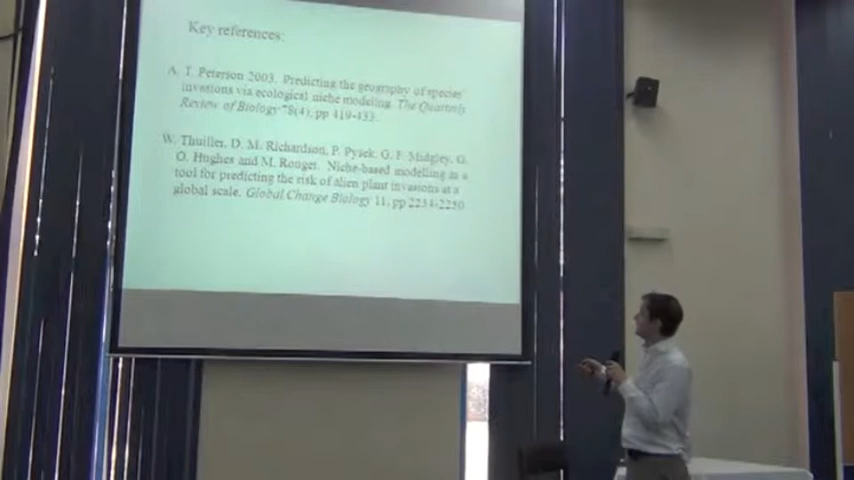 Key references:
A. T. Peterson 2003. Predicting the geography of species'
invasions via ecological niche modeling. The Quarterly
Review of Biology 78(4), pp 419-433.
W. Thuiller, D. M. Richardson, P. Pysek, G. F. Midgley, G.
O. Hughes and M. Rouget. Niche-based modelling as a
tool for predicting the risk of alien plant invasions at a
global scale. Global Change Biology 11, pp 2234-2250